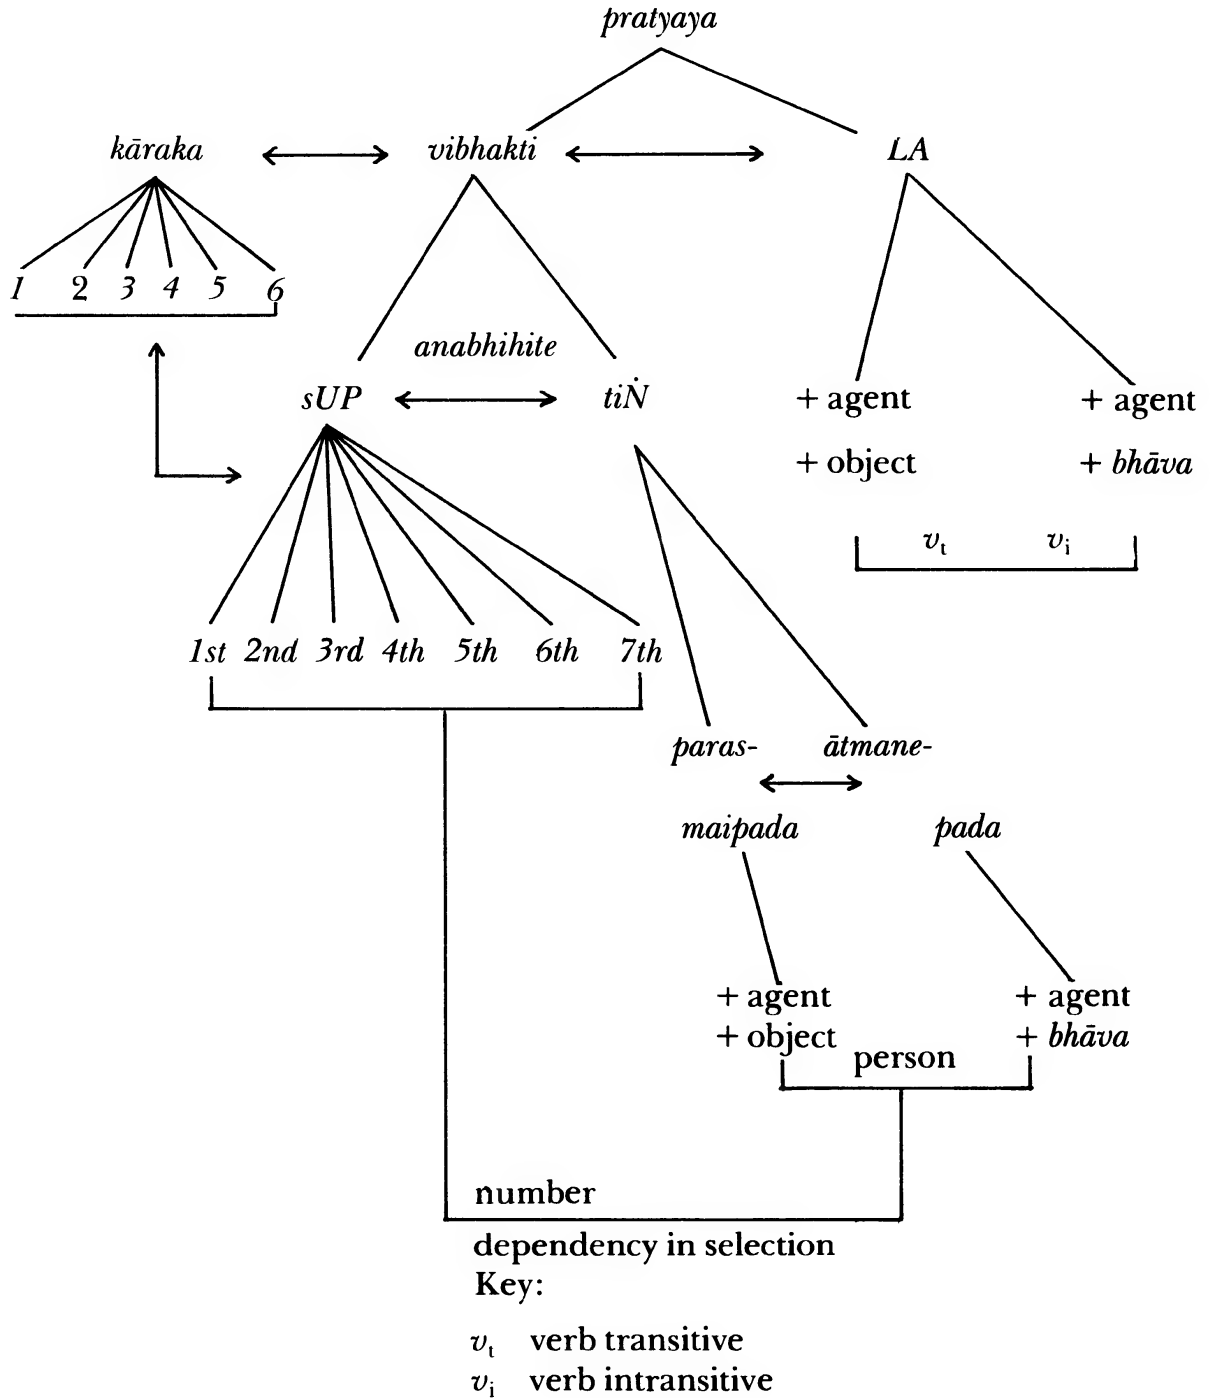 pratyaya
kāraka vibhakti LA
1 2 3 4 5 6
anabhihite
sUP tiṄ + agent + agent
+ object + bhāva
vt vi
1st 2nd 3rd 4th 5th 6th 7th
paras- ātmane-
maipada pada
+ agent + agent
+ object + bhāva
person
number
dependency in selection
Key:
vt verb transitive
vi verb intransitive